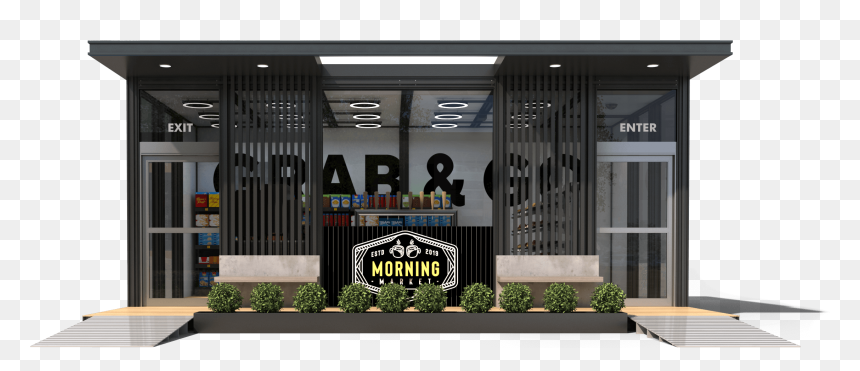 EXIT
ENTER
GRAB & GO
ESTD 2019
MORNING
MARKET